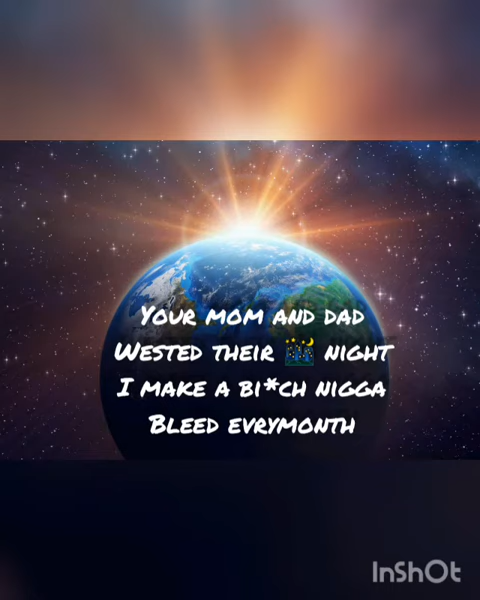 Your mom and dad
Wested their 🌃 night
I make a bi*ch nigga
Bleed evrymonth
InShOt